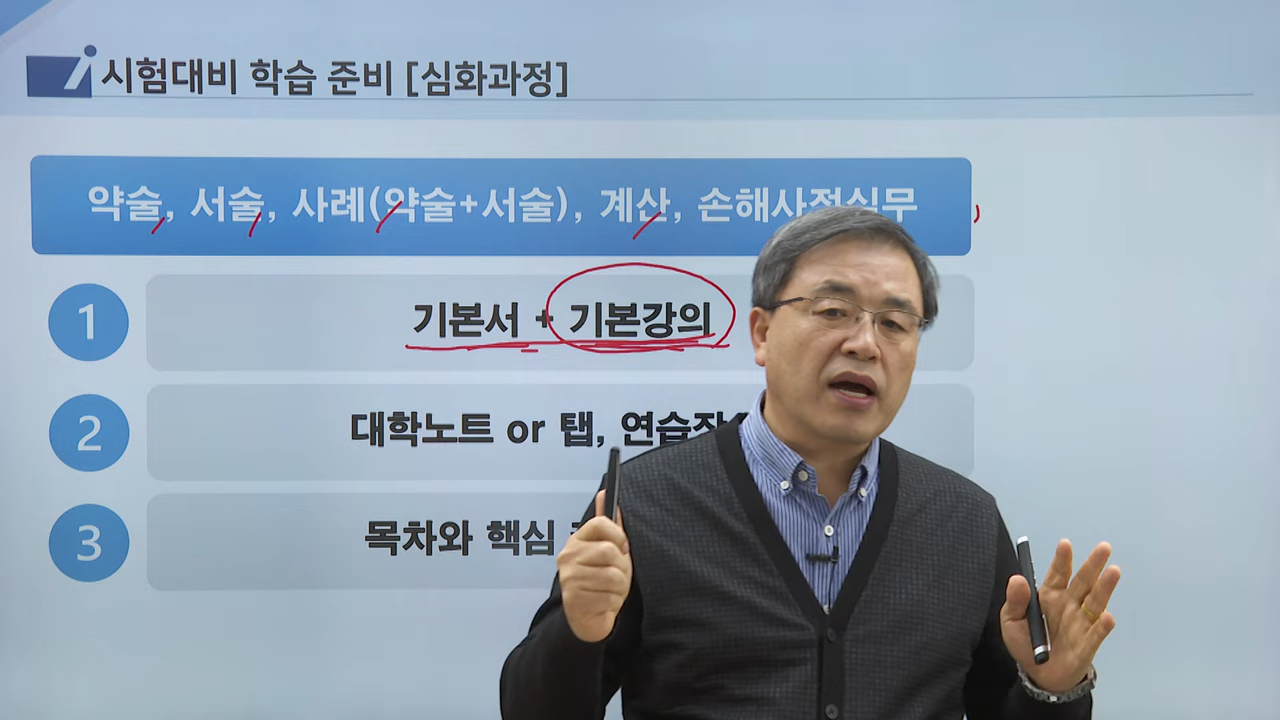 시험대비 학습 준비 [심화과정]
약술, 서술, 사례(약술+서술), 계산, 손해사정실무
1 기본서 + 기본강의
2 대학노트 or 탭, 연습장
3 목차와 핵심